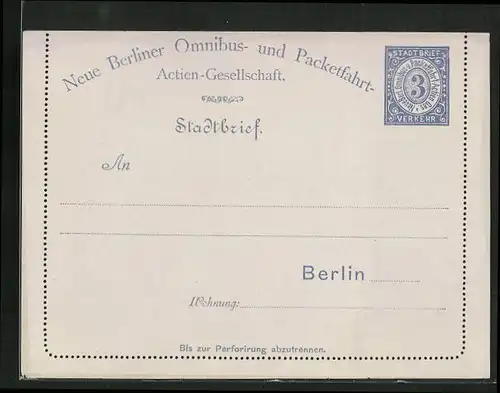 Neue Berliner Omnibus- und Packetfahrt-
Actien-Gesellschaft.
STADTBRIEF
3
VERKEHR
Stadtbrief.
An
Berlin
Wohnung:
Bis zur Perforirung abzutrennen.